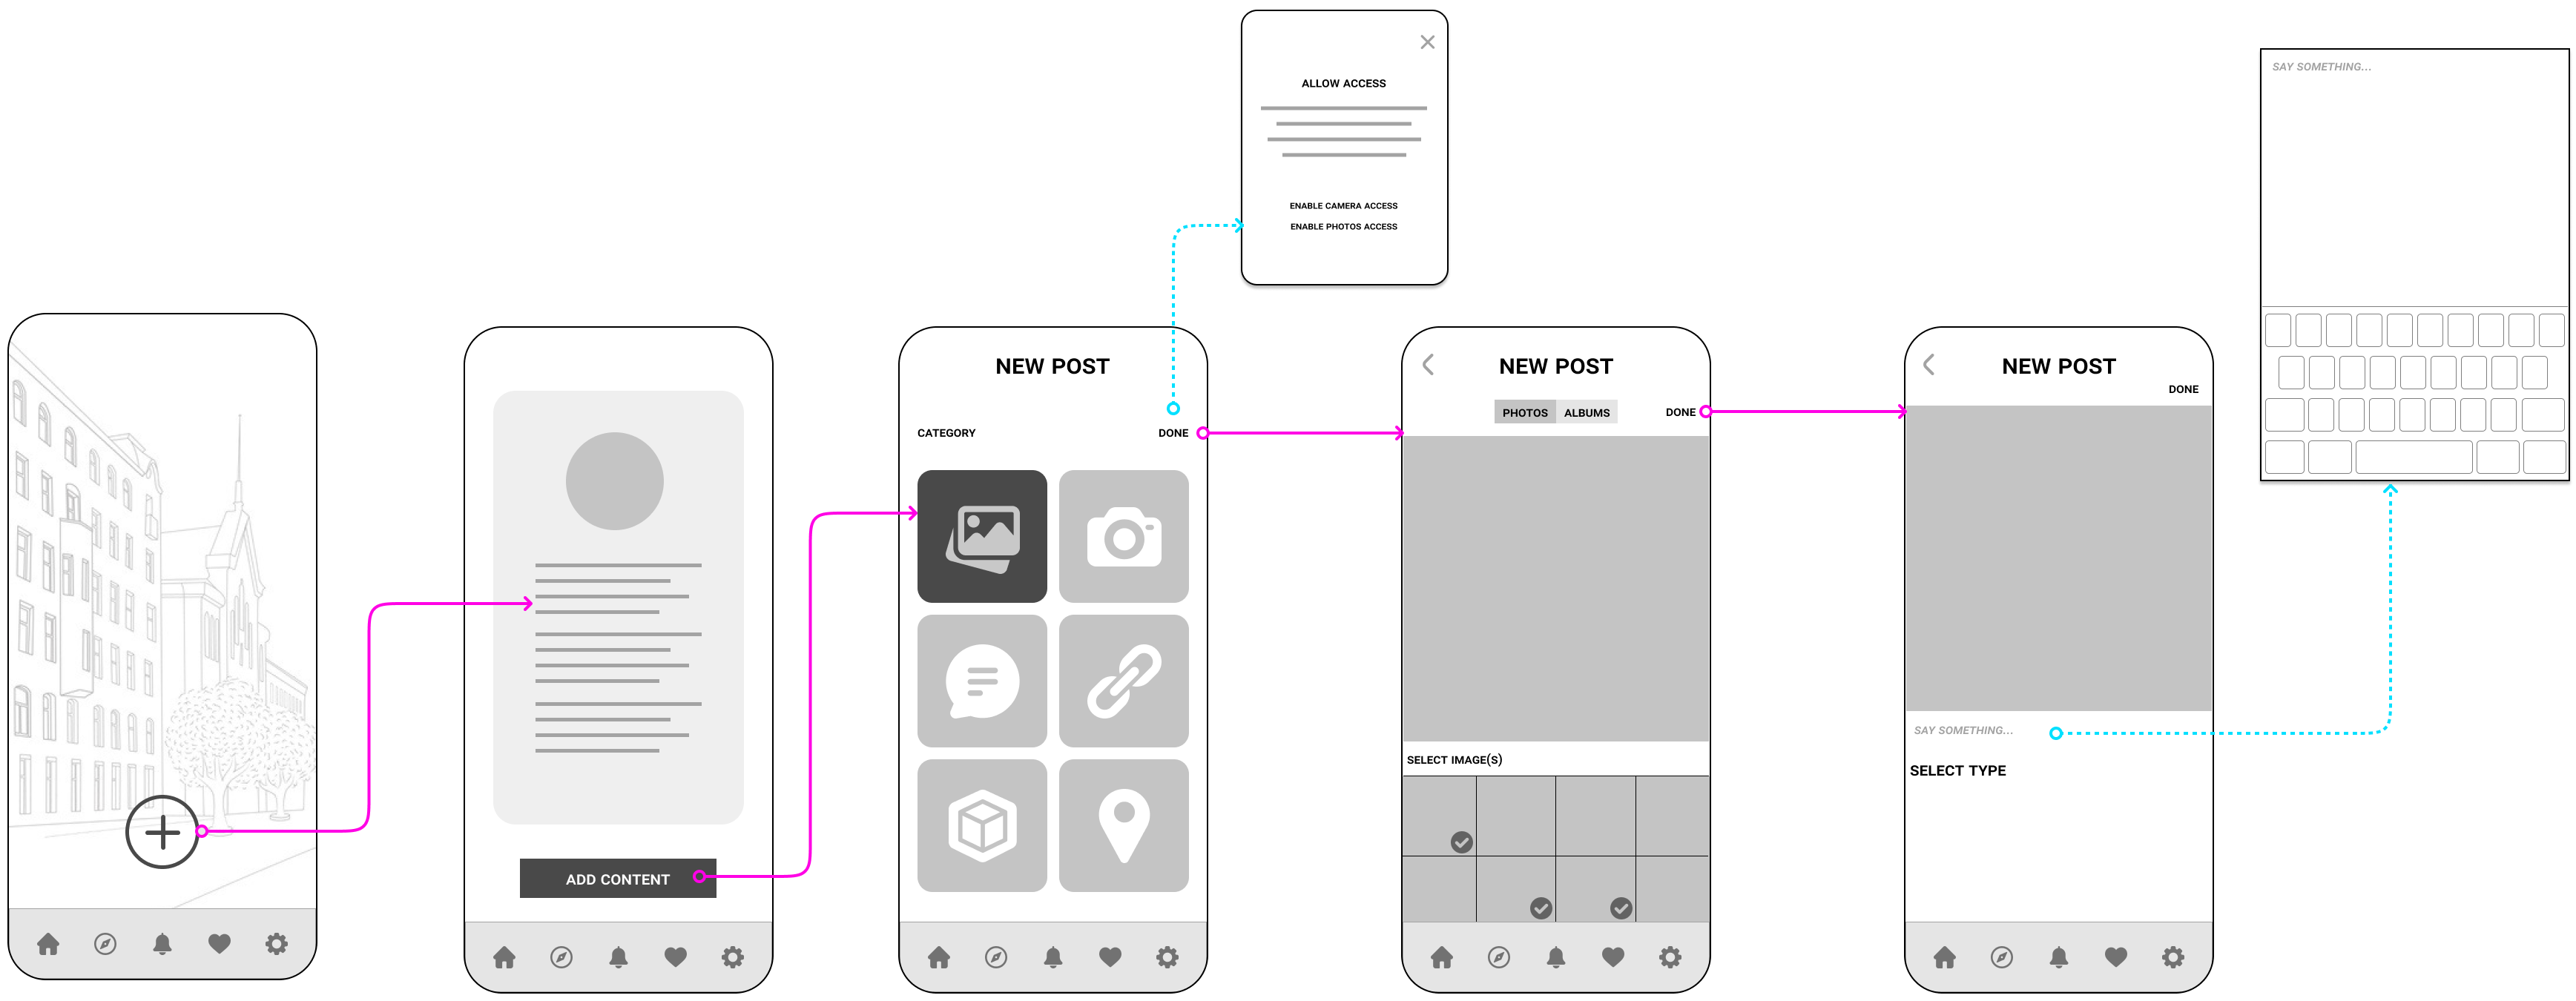 ALLOW ACCESS
ENABLE CAMERA ACCESS
ENABLE PHOTOS ACCESS
SAY SOMETHING...
ADD CONTENT
NEW POST
CATEGORY
DONE
NEW POST
PHOTOS ALBUMS
DONE
SELECT IMAGE(S)
NEW POST
DONE
SAY SOMETHING...
SELECT TYPE